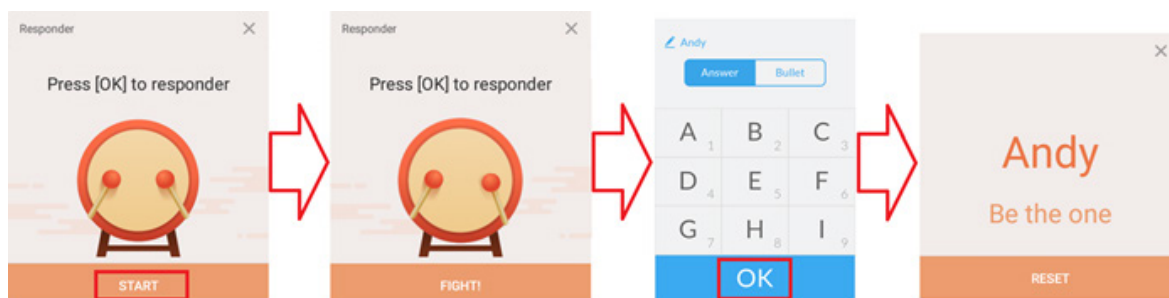 Responder
Press [OK] to responder
START
Responder
Press [OK] to responder
FIGHT!
Andy
Answer Bullet
A 1 B 2 C 3
D 4 E 5 F 6
G 7 H 8 I 9
OK
Andy
Be the one
RESET